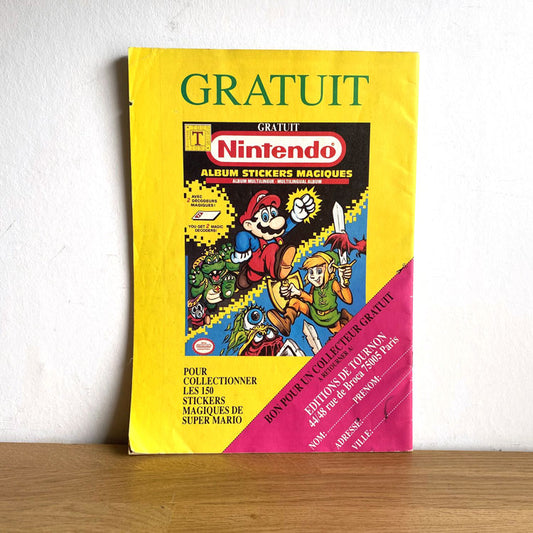 GRATUIT
GRATUIT
T
Nintendo
ALBUM STICKERS MAGIQUES
ALBUM MULTILINGUE - MULTILINGUAL ALBUM
AVEC
2 DÉCODEURS
MAGIQUES!
YOU GET 2 MAGIC
DECODERS!
POUR
COLLECTIONNER
LES 150
STICKERS
MAGIQUES DE
SUPER MARIO
BON POUR UN COLLECTEUR GRATUIT
A RETOURNER A:
EDITIONS DE TOURNON
44/48 rue de Broca 75005 Paris
NOM:
PRENOM:
ADRESSE:
VILLE: